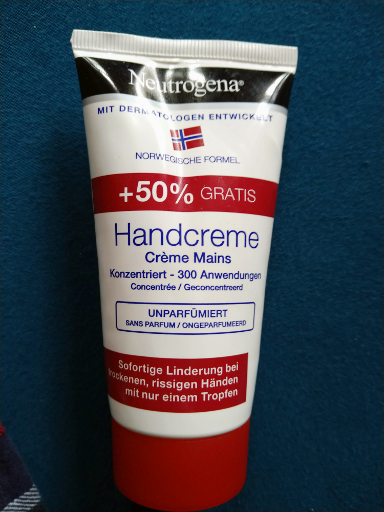 Neutrogena®
MIT DERMATOLOGEN ENTWICKELT
NORWEGISCHE FORMEL
+50% GRATIS
Handcreme
Crème Mains
Konzentriert - 300 Anwendungen
Concentrée / Geconcentreerd
UNPARFÜMIERT
SANS PARFUM / ONGEPARFUMEERD
Sofortige Linderung bei
trockenen, rissigen Händen
mit nur einem Tropfen